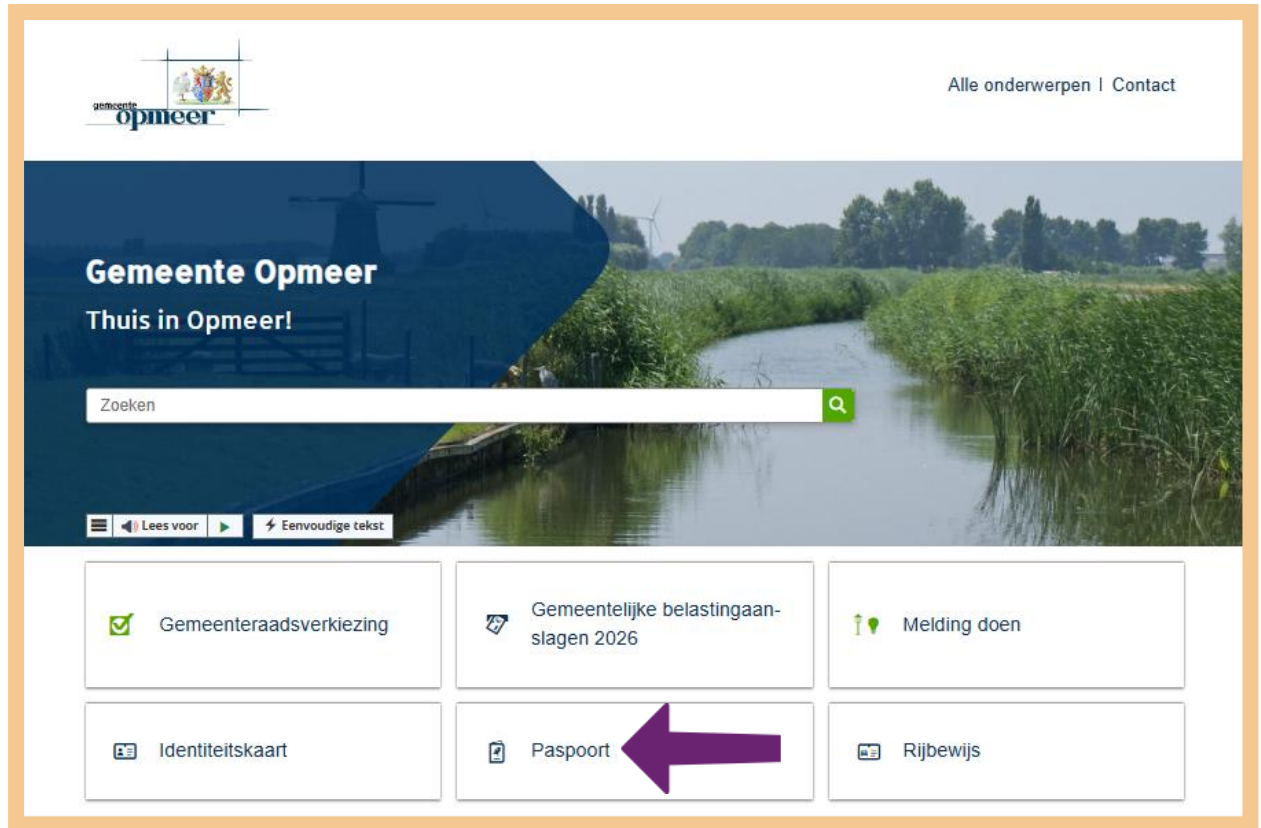 gemeente
opmeer
Alle onderwerpen | Contact
Gemeente Opmeer
Thuis in Opmeer!
Zoeken
Lees voor
Eenvoudige tekst
Gemeenteraadsverkiezing
Gemeentelijke belastingaan-
slagen 2026
Melding doen
Identiteitskaart
Paspoort
Rijbewijs